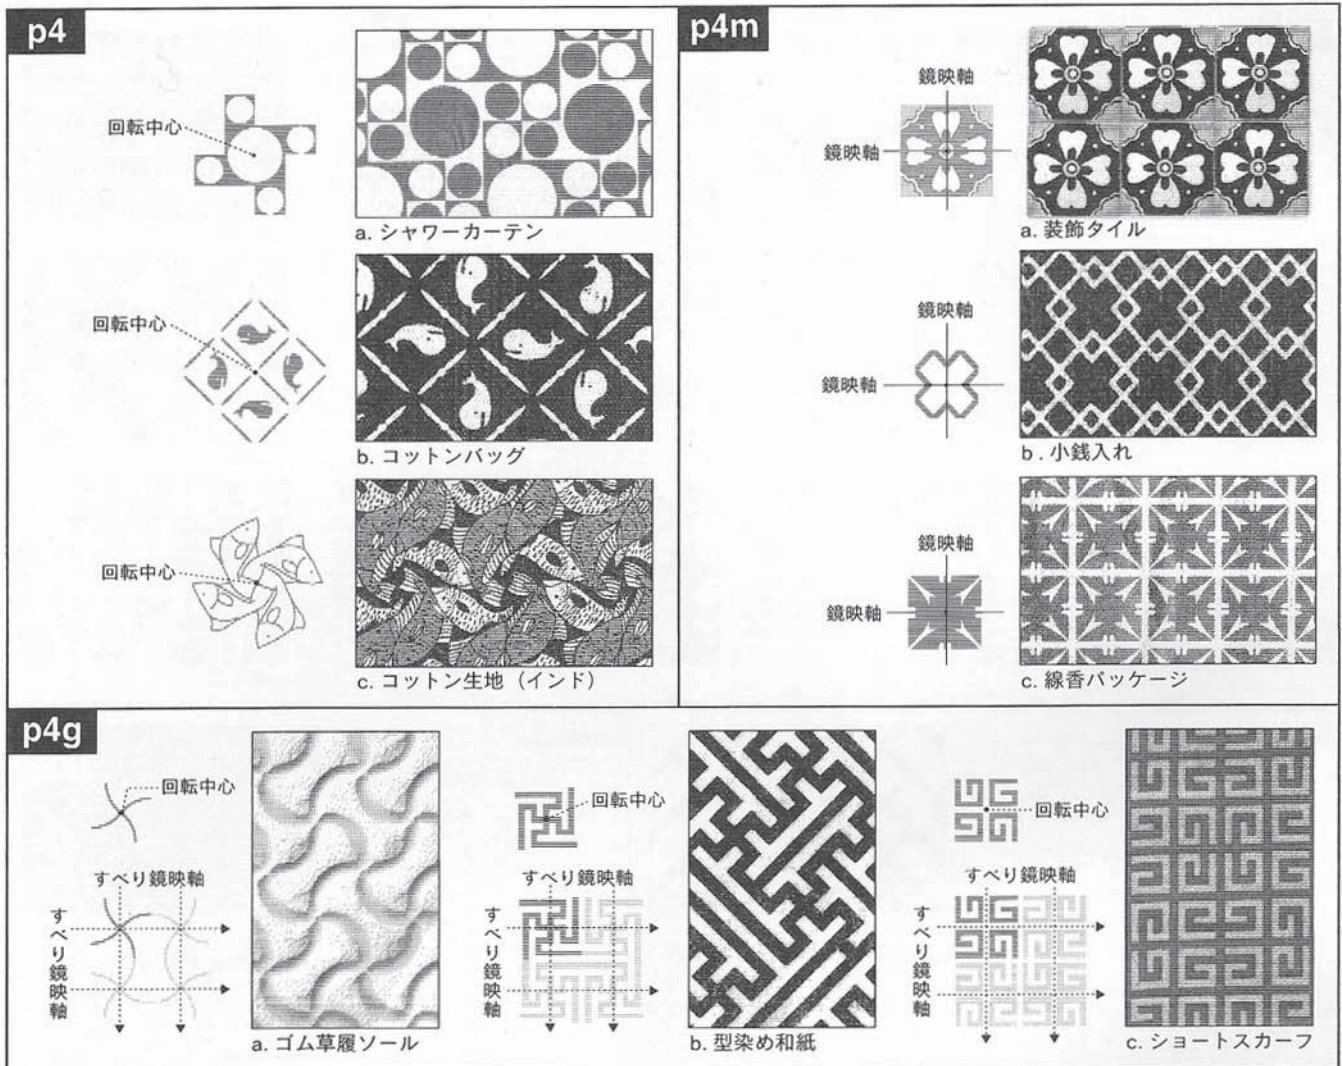 p4
回転中心
a. シャワーカーテン
回転中心
b. コットンバッグ
回転中心
c. コットン生地（インド）
p4m
鏡映軸
鏡映軸
a. 装飾タイル
鏡映軸
鏡映軸
b. 小銭入れ
鏡映軸
鏡映軸
c. 線香パッケージ
p4g
回転中心
すべり鏡映軸
すべり鏡映軸
a. ゴム草履ソール
回転中心
すべり鏡映軸
すべり鏡映軸
b. 型染め和紙
回転中心
すべり鏡映軸
すべり鏡映軸
c. ショートスカーフ